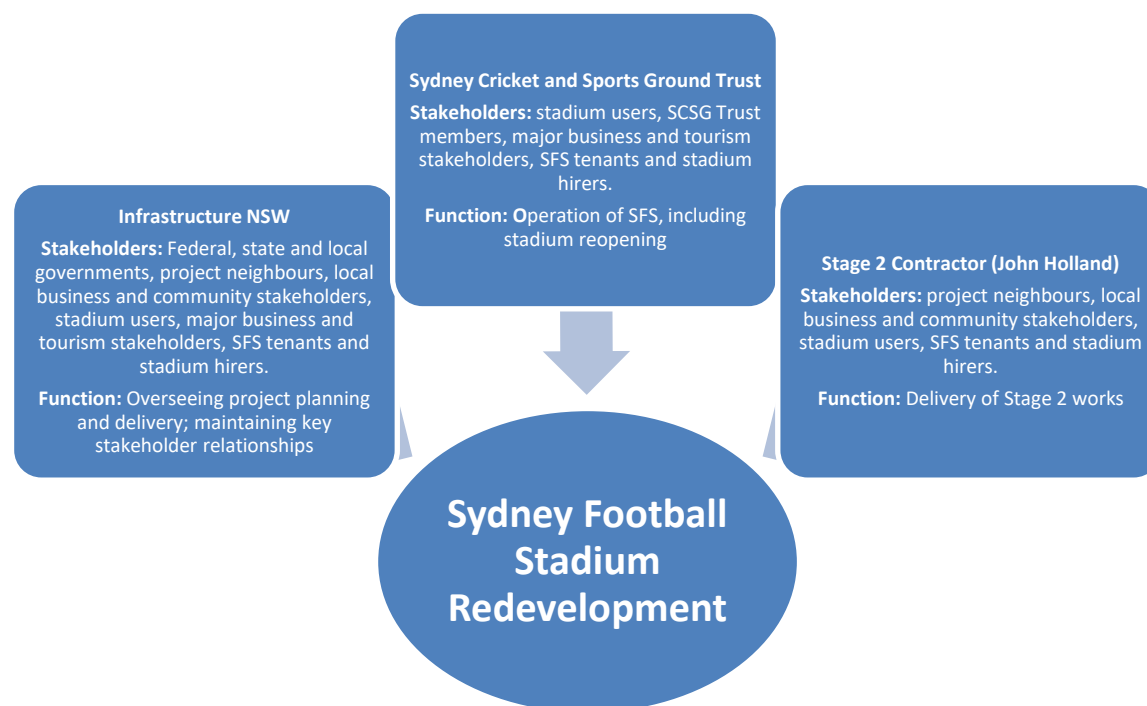 Sydney Cricket and Sports Ground Trust
Stakeholders: stadium users, SCSG Trust
members, major business and tourism
stakeholders, SFS tenants and stadium
hirers.
Function: Operation of SFS, including
stadium reopening
Infrastructure NSW
Stakeholders: Federal, state and local
governments, project neighbours, local
business and community stakeholders,
stadium users, major business and
tourism stakeholders, SFS tenants and
stadium hirers.
Function: Overseeing project planning
and delivery; maintaining key
stakeholder relationships
Stage 2 Contractor (John Holland)
Stakeholders: project neighbours, local
business and community stakeholders,
stadium users, SFS tenants and stadium
hirers.
Function: Delivery of Stage 2 works
Sydney Football
Stadium
Redevelopment